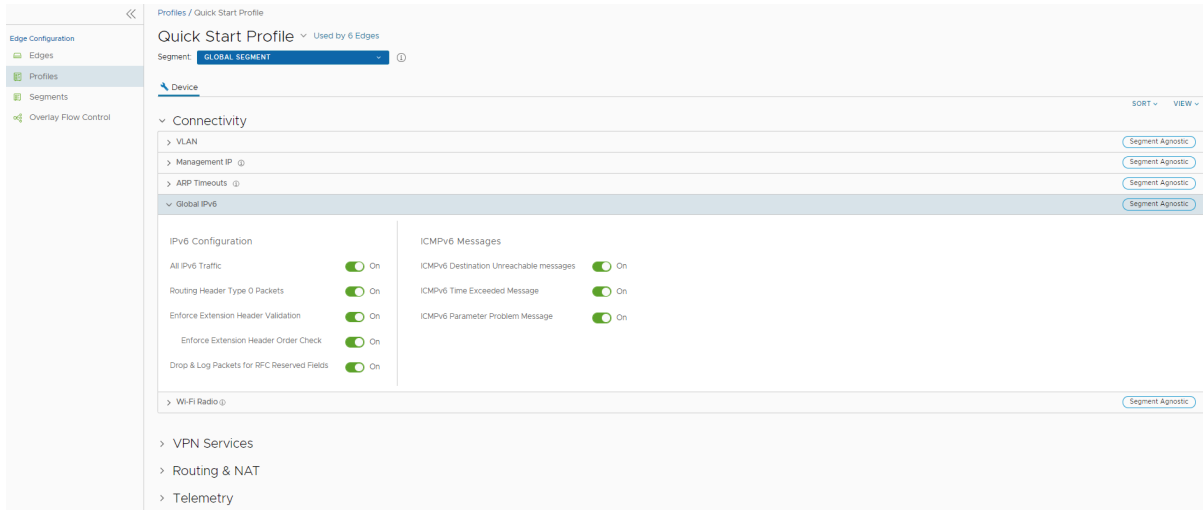 Edge Configuration
Edges
Profiles
Segments
Overlay Flow Control
Profiles / Quick Start Profile
Quick Start Profile Used by 6 Edges
Segment: GLOBAL SEGMENT
Device
SORT VIEW
Connectivity
VLAN Segment Agnostic
Management IP Segment Agnostic
ARP Timeouts Segment Agnostic
Global IPv6 Segment Agnostic
IPv6 Configuration
All IPv6 Traffic On
Routing Header Type 0 Packets On
Enforce Extension Header Validation On
Enforce Extension Header Order Check On
Drop & Log Packets for RFC Reserved Fields On
ICMPv6 Messages
ICMPv6 Destination Unreachable messages On
ICMPv6 Time Exceeded Message On
ICMPv6 Parameter Problem Message On
Wi-Fi Radio Segment Agnostic
VPN Services
Routing & NAT
Telemetry